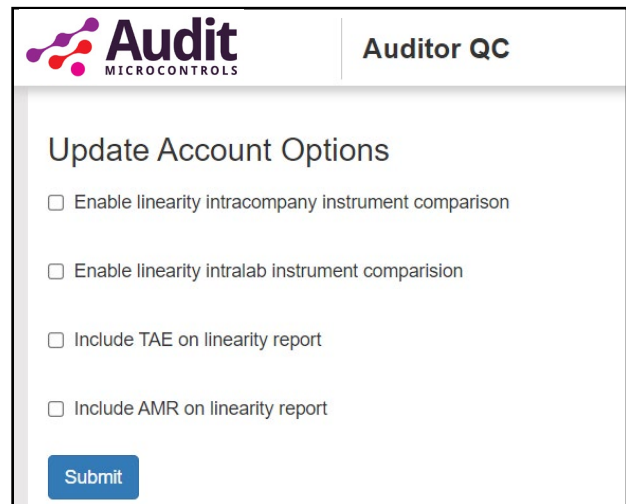 Audit
MICROCONTROLS
Auditor QC
Update Account Options
Enable linearity intracompany instrument comparison
Enable linearity intralab instrument comparision
Include TAE on linearity report
Include AMR on linearity report
Submit